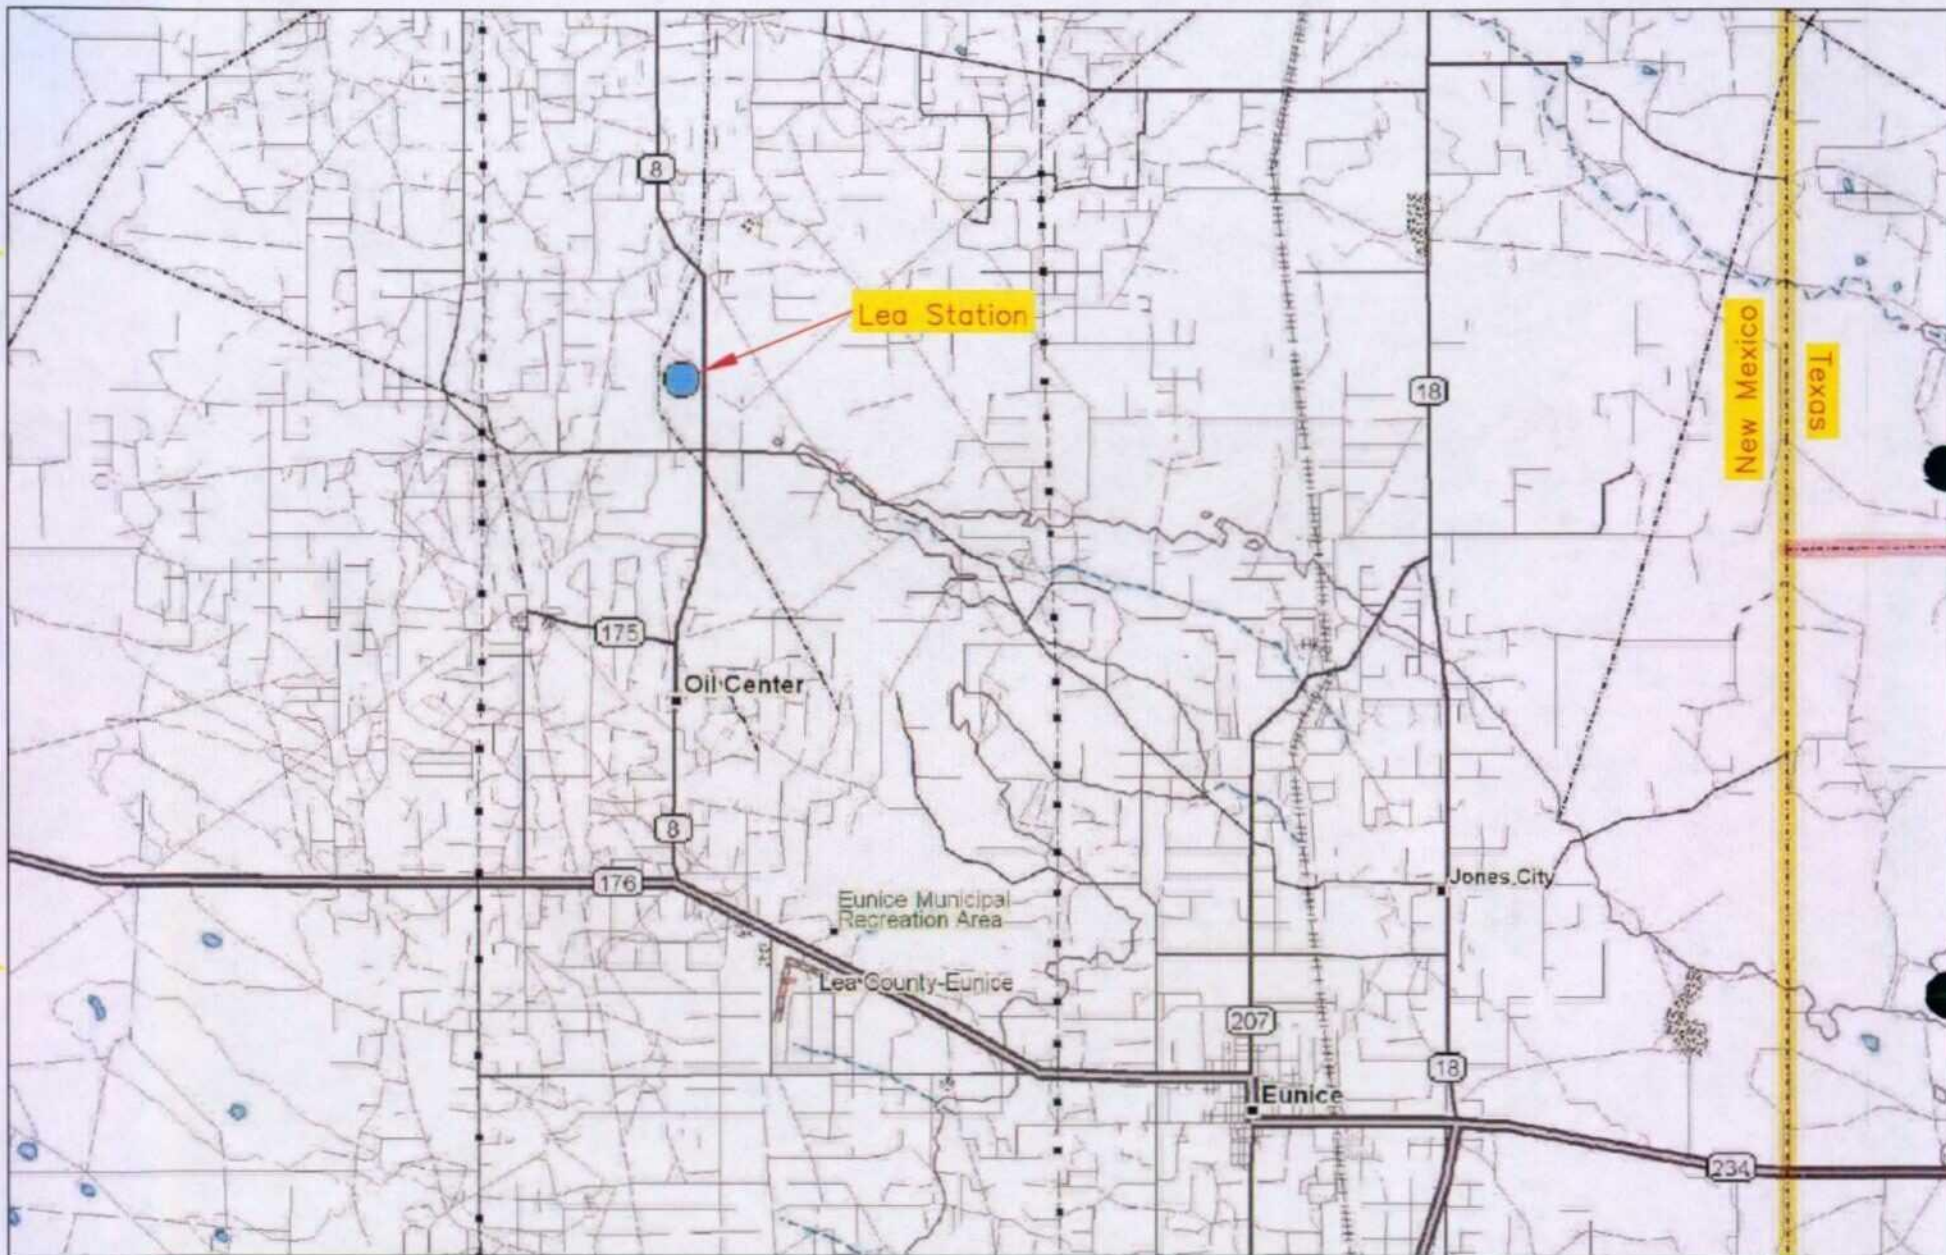 8
Lea Station
New Mexico
Texas
18
175
Oil Center
8
176
Jones City
Eunice Municipal
Recreation Area
Lea County-Eunice
207
18
Eunice
234